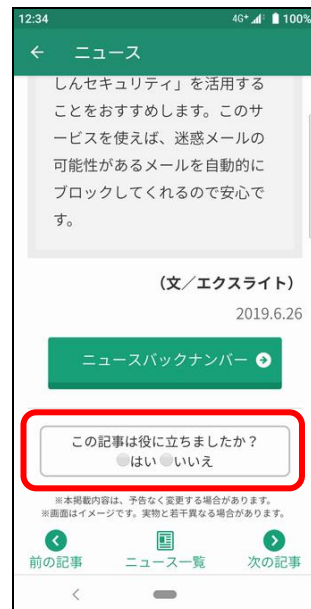 12:34 4G+ 100%
← ニュース
しんセキュリティ」を活用する
ことをおすすめします。このサ
ービスを使えば、迷惑メールの
可能性があるメールを自動的に
ブロックしてくれるので安心で
す。
（文／エクスライト）
2019.6.26
ニュースバックナンバー
この記事は役に立ちましたか？
はい いいえ
※本掲載内容は、予告なく変更する場合があります。
※画面はイメージです。実物と若干異なる場合があります。
前の記事 ニュース一覧 次の記事